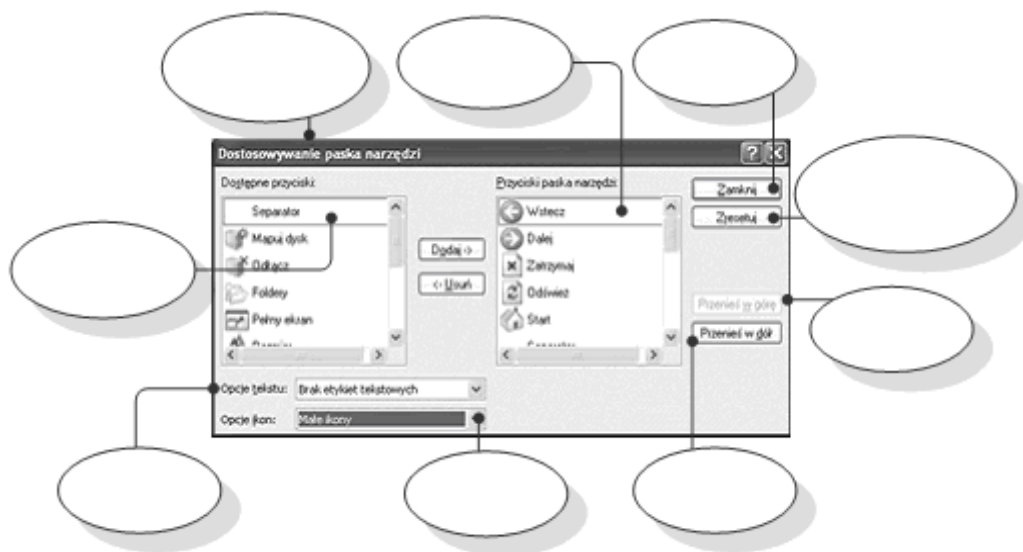 Dostosowywanie paska narzędzi
Dostępne przyciski:
Separator
Mapuj dysk
Odłącz
Foldery
Pełny ekran
Dodaj ->
<- Usuń
Przyciski paska narzędzi:
Wstecz
Dalej
Zatrzymaj
Odśwież
Start
Separator
Zamknij
Zresetuj
Przenieś w górę
Przenieś w dół
Opcje tekstu: Brak etykiet tekstowych
Opcje ikon: Małe ikony